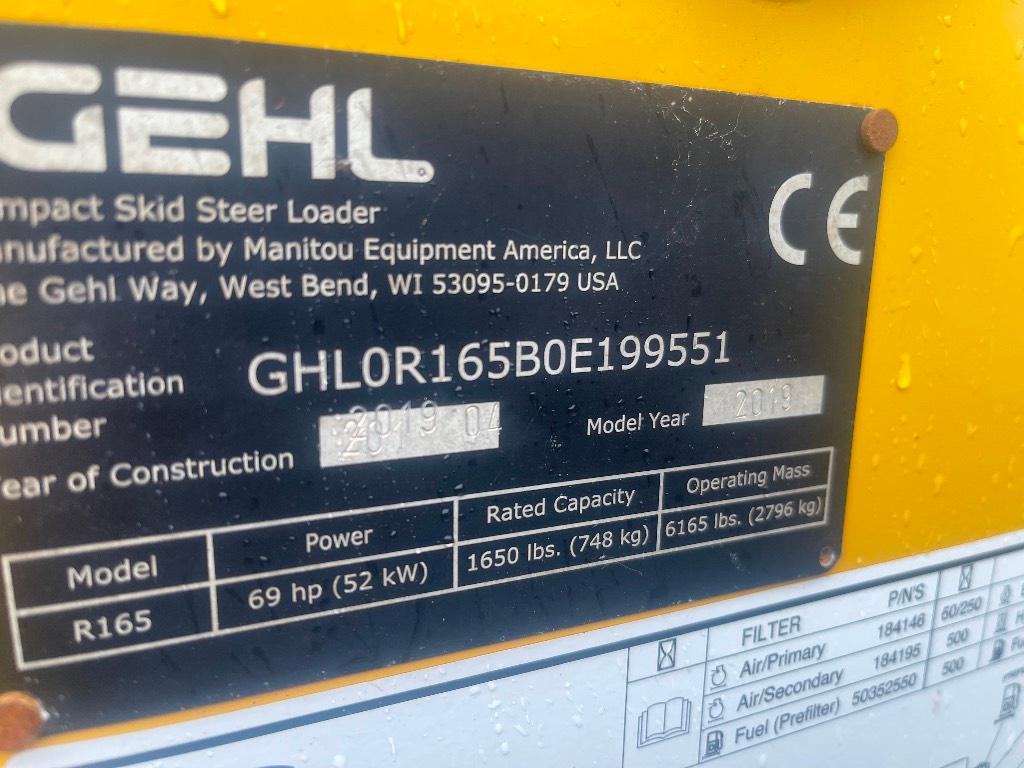 GEHL
mpact Skid Steer Loader
nufactured by Manitou Equipment America, LLC
ne Gehl Way, West Bend, WI 53095-0179 USA
CE
oduct
entification
umber
GHL0R165B0E199551
ear of Construction 2019 04 Model Year 2019
Model Power Rated Capacity Operating Mass
R165 69 hp (52 kW) 1650 lbs. (748 kg) 6165 lbs. (2796 kg)
FILTER P/N'S
Air/Primary 184146 50/250
Air/Secondary 184195 500
Fuel (Prefilter) 50352550 500